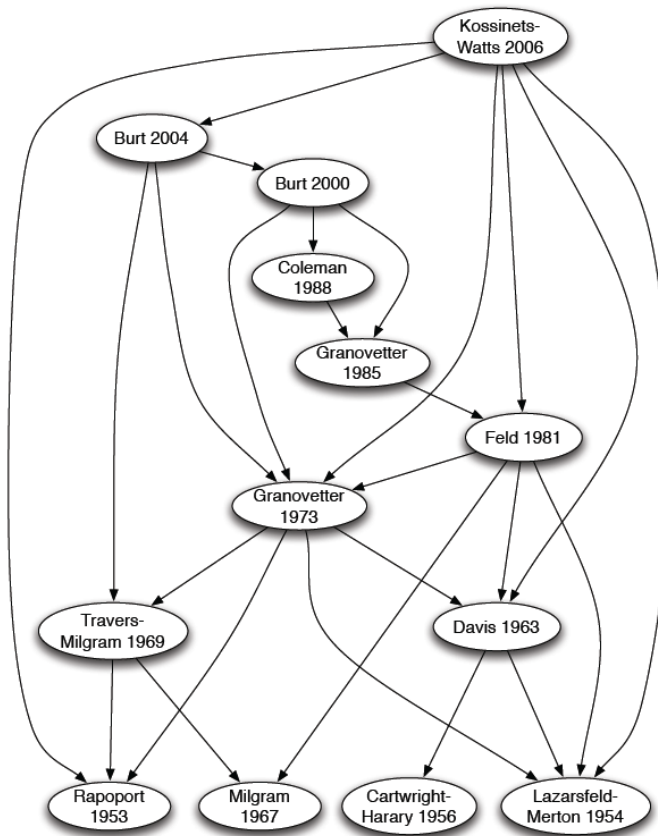 Kossinets-
Watts 2006
Burt 2004
Burt 2000
Coleman
1988
Granovetter
1985
Feld 1981
Granovetter
1973
Travers-
Milgram 1969
Davis 1963
Rapoport
1953
Milgram
1967
Cartwright-
Harary 1956
Lazarsfeld-
Merton 1954